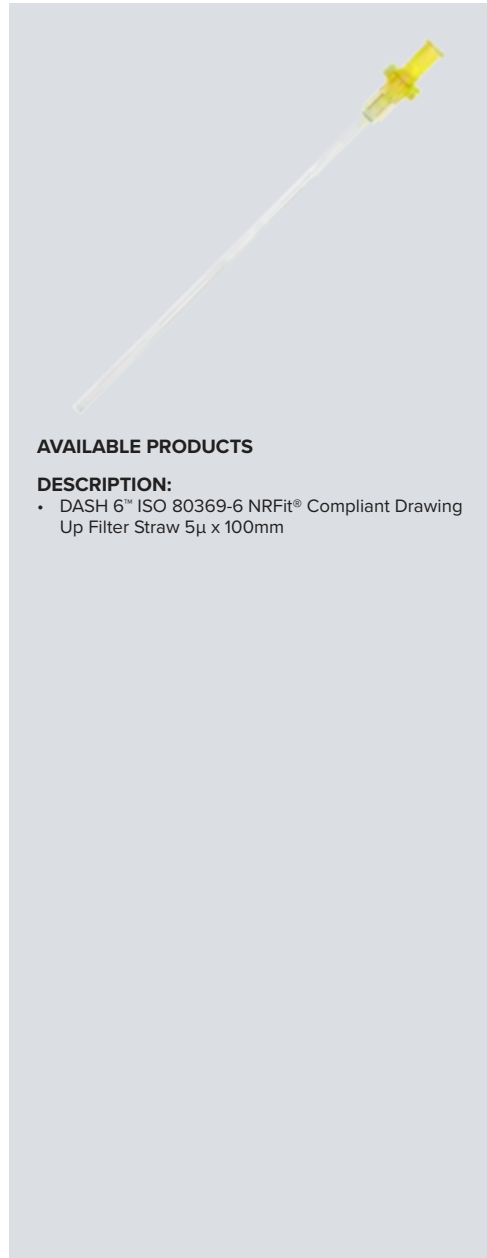 AVAILABLE PRODUCTS
DESCRIPTION:
• DASH 6™ ISO 80369-6 NRFit® Compliant Drawing
Up Filter Straw 5µ x 100mm